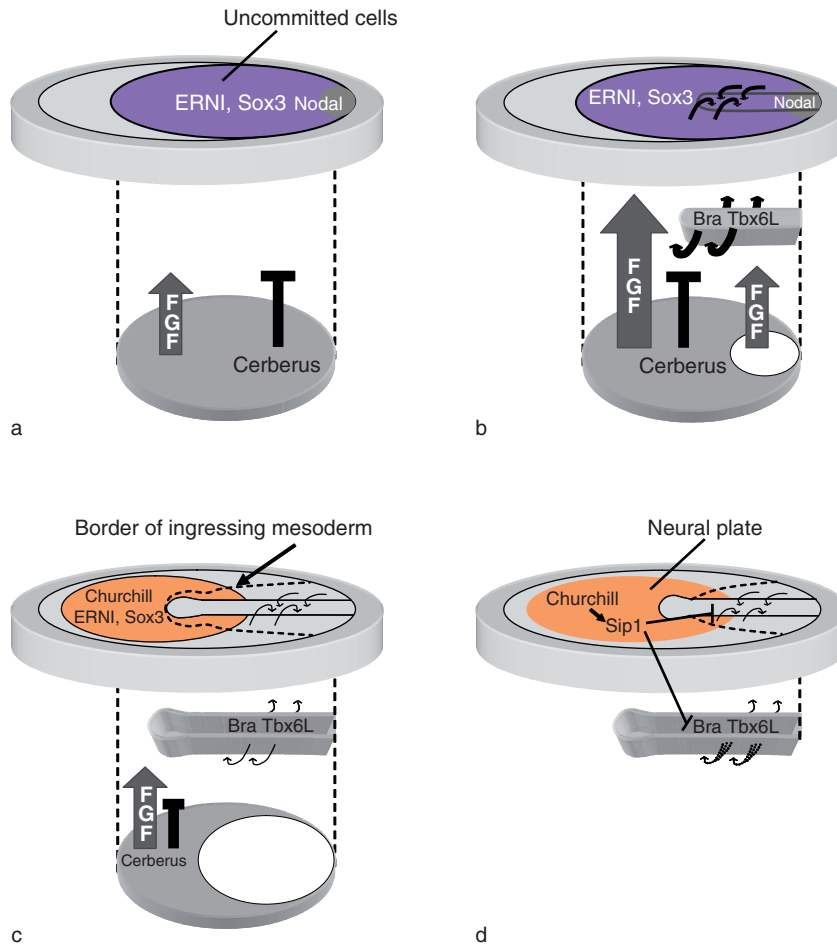 Uncommitted cells
ERNI, Sox3 Nodal
FGF
Cerberus
a
ERNI, Sox3
Nodal
Bra Tbx6L
FGF
FGF
Cerberus
b
Border of ingressing mesoderm
Churchill
ERNI, Sox3
Bra Tbx6L
FGF
Cerberus
c
Neural plate
Churchill
Sip1
Bra Tbx6L
d